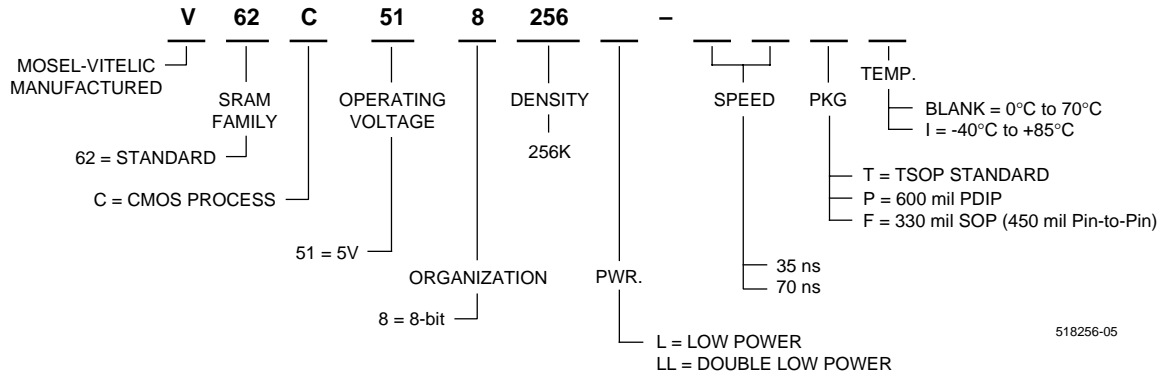 V 62 C 51 8 256 –
MOSEL-VITELIC
MANUFACTURED
SRAM
FAMILY
62 = STANDARD
C = CMOS PROCESS
OPERATING
VOLTAGE
51 = 5V
ORGANIZATION
8 = 8-bit
DENSITY
256K
PWR.
L = LOW POWER
LL = DOUBLE LOW POWER
SPEED
35 ns
70 ns
PKG
T = TSOP STANDARD
P = 600 mil PDIP
F = 330 mil SOP (450 mil Pin-to-Pin)
TEMP.
BLANK = 0°C to 70°C
I = -40°C to +85°C
518256-05